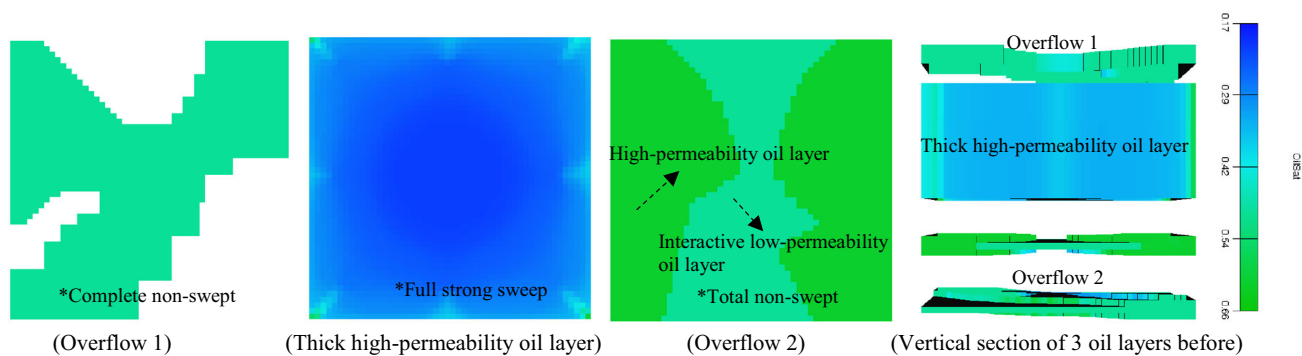 Overflow 1
Thick high-permeability oil layer
Overflow 2
0.17
0.29
0.42
0.54
0.66
OilSat
High-permeability oil layer
Interactive low-permeability
oil layer
*Complete non-swept
*Full strong sweep
*Total non-swept
(Overflow 1)
(Thick high-permeability oil layer)
(Overflow 2)
(Vertical section of 3 oil layers before)